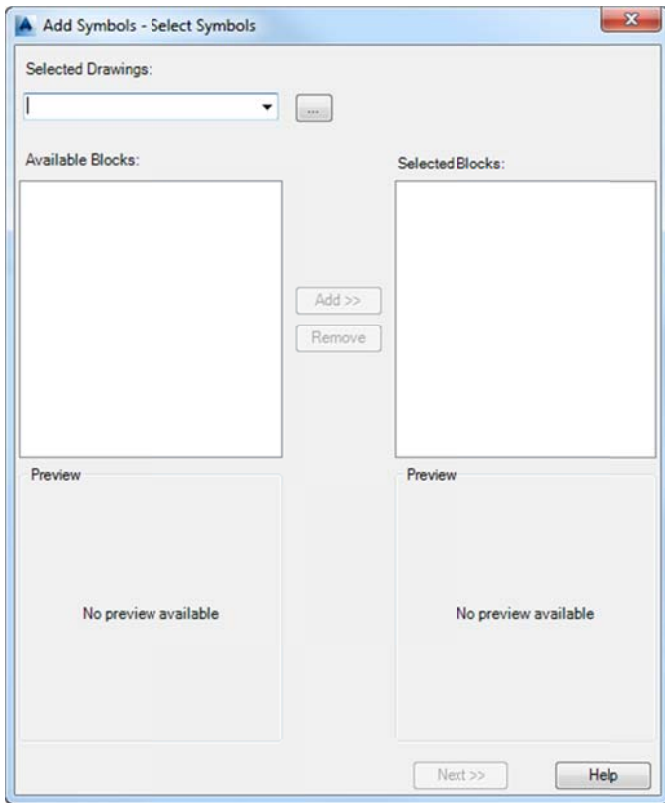 Add Symbols - Select Symbols
Selected Drawings:
...
Available Blocks:
SelectedBlocks:
Add >>
Remove
Preview
Preview
No preview available
No preview available
Next >>
Help